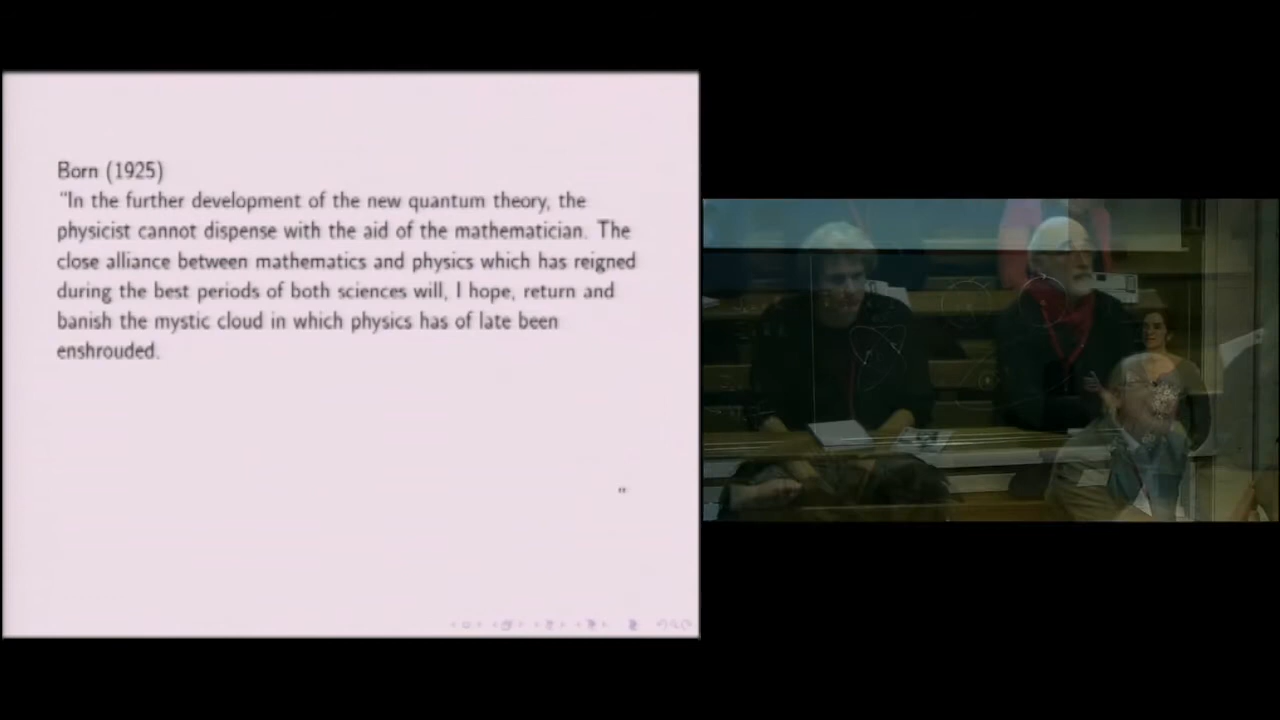 Born (1925)
“In the further development of the new quantum theory, the
physicist cannot dispense with the aid of the mathematician. The
close alliance between mathematics and physics which has reigned
during the best periods of both sciences will, I hope, return and
banish the mystic cloud in which physics has of late been
enshrouded.
“